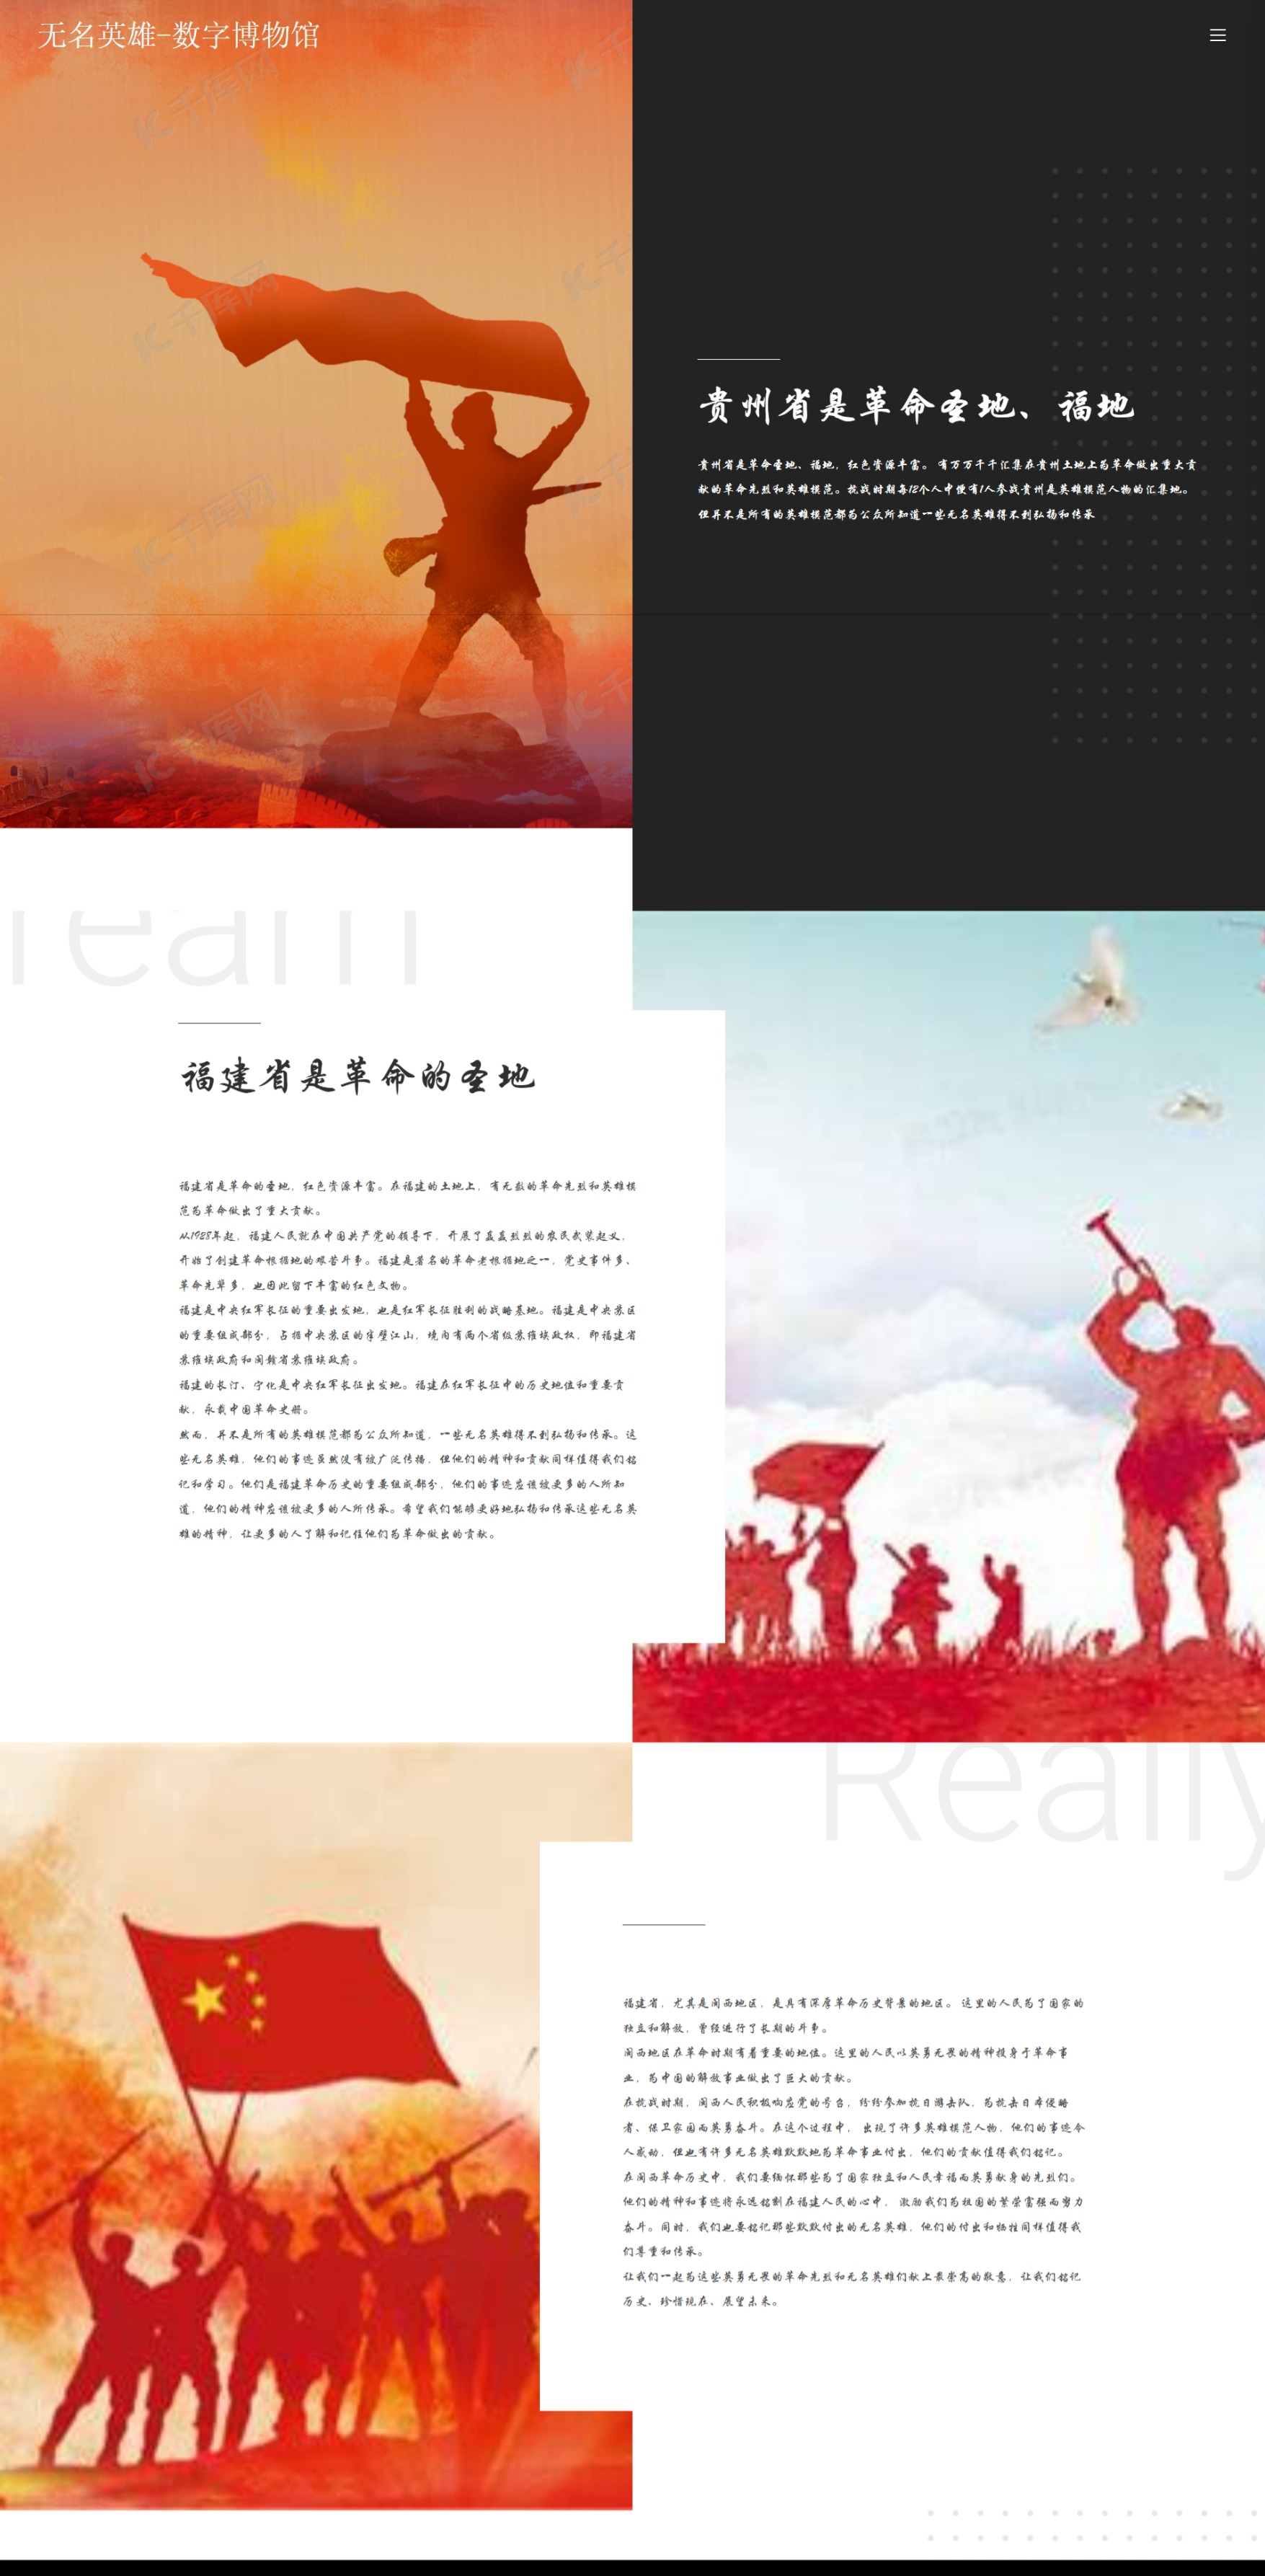 无名英雄-数字博物馆
千库网
贵州省是革命圣地、福地
贵州省是革命圣地、福地，红色资源丰富。 有万万千千汇集在贵州土地上为革命做出重大贡
献的革命先烈和英雄模范。抗战时期每12个人中便有1人参战贵州是英雄模范人物的汇集地。
但并不是所有的英雄模范都为公众所知道一些无名英雄得不到弘扬和传承
Team
福建省是革命的圣地
福建省是革命的圣地，红色资源丰富。在福建的土地上，有无数的革命先烈和英雄模
范为革命做出了重大贡献。
从1928年起，福建人民就在中国共产党的领导下，开展了轰轰烈烈的农民武装起义，
开始了创建革命根据地的艰苦斗争。福建是著名的革命老根据地之一，党史事件多、
革命先辈多，也因此留下丰富的红色文物。
福建是中央红军长征的重要出发地，也是红军长征胜利的战略基地。福建是中央苏区
的重要组成部分，占据中央苏区的半壁江山，境内有两个省级苏维埃政权，即福建省
苏维埃政府和闽赣省苏维埃政府。
福建的长汀、宁化是中央红军长征出发地。福建在红军长征中的历史地位和重要贡
献，永载中国革命史册。
然而，并不是所有的英雄模范都为公众所知道，一些无名英雄得不到弘扬和传承。这
些无名英雄，他们的事迹虽然没有被广泛传播，但他们的精神和贡献同样值得我们铭
记和学习。他们是福建革命历史的重要组成部分，他们的事迹应该被更多的人所知
道，他们的精神应该被更多的人所传承。希望我们能够更好地弘扬和传承这些无名英
雄的精神，让更多的人了解和记住他们为革命做出的贡献。
Really
福建省，尤其是闽西地区，是具有深厚革命历史背景的地区。 这里的人民为了国家的
独立和解放，曾经进行了长期的斗争。
闽西地区在革命时期有着重要的地位。这里的人民以英勇无畏的精神投身于革命事
业，为中国的解放事业做出了巨大的贡献。
在抗战时期，闽西人民积极响应党的号召，纷纷参加抗日游击队，为抗击日本侵略
者、保卫家园而英勇奋斗。在这个过程中， 出现了许多英雄模范人物，他们的事迹令
人感动，但也有许多无名英雄默默地为革命事业付出，他们的贡献值得我们铭记。
在闽西革命历史中，我们要缅怀那些为了国家独立和人民幸福而英勇献身的先烈们。
他们的精神和事迹将永远铭刻在福建人民的心中， 激励我们为祖国的繁荣富强而努力
奋斗。同时，我们也要铭记那些默默付出的无名英雄，他们的付出和牺牲同样值得我
们尊重和传承。
让我们一起为这些英勇无畏的革命先烈和无名英雄们献上最崇高的敬意，让我们铭记
历史、珍惜现在、展望未来。